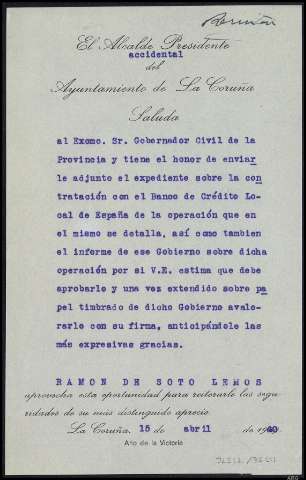 El Alcalde Presidente
accidental
del
Ayuntamiento de La Coruña
Saluda
al Excmo. Sr. Gobernador Civil de la
Provincia y tiene el honor de enviar
le adjunto el expediente sobre la con
tratación con el Banco de Crédito Lo-
cal de España de la operación que en
el mismo se detalla, así como tambien
el informe de ese Gobierno sobre dicha
operación por si V.E. estima que debe
aprobarlo y una vez extendido sobre pa
pel timbrado de dicho Gobierno avalo-
rarlo con su firma, anticipándole las
más expresivas gracias.
RAMON DE SOTO LEMOS
aprovecha esta oportunidad para reiterarle las segu-
ridades de su más distinguido aprecio
La Coruña, 15 de abril de 19
Año de la Victoria